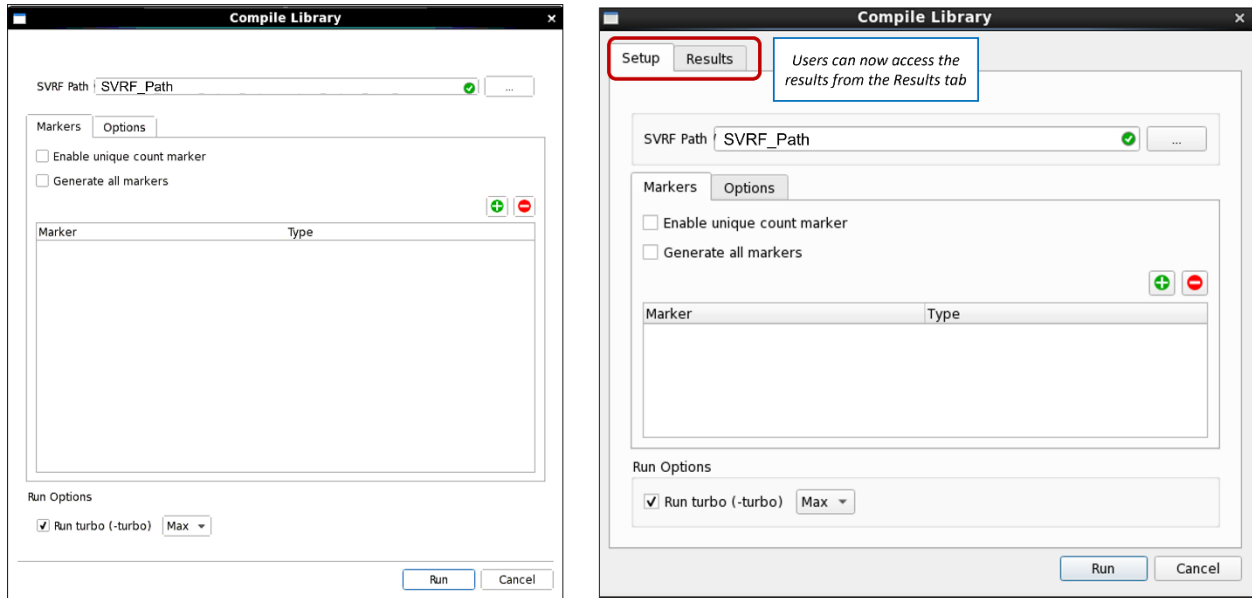 Compile Library
SVRF Path
SVRF_Path
...
Markers
Options
Enable unique count marker
Generate all markers
Marker
Type
Run Options
Run turbo (-turbo)
Max
Run
Cancel
Compile Library
Setup
Results
Users can now access the
results from the Results tab
SVRF Path
SVRF_Path
...
Markers
Options
Enable unique count marker
Generate all markers
Marker
Type
Run Options
Run turbo (-turbo)
Max
Run
Cancel